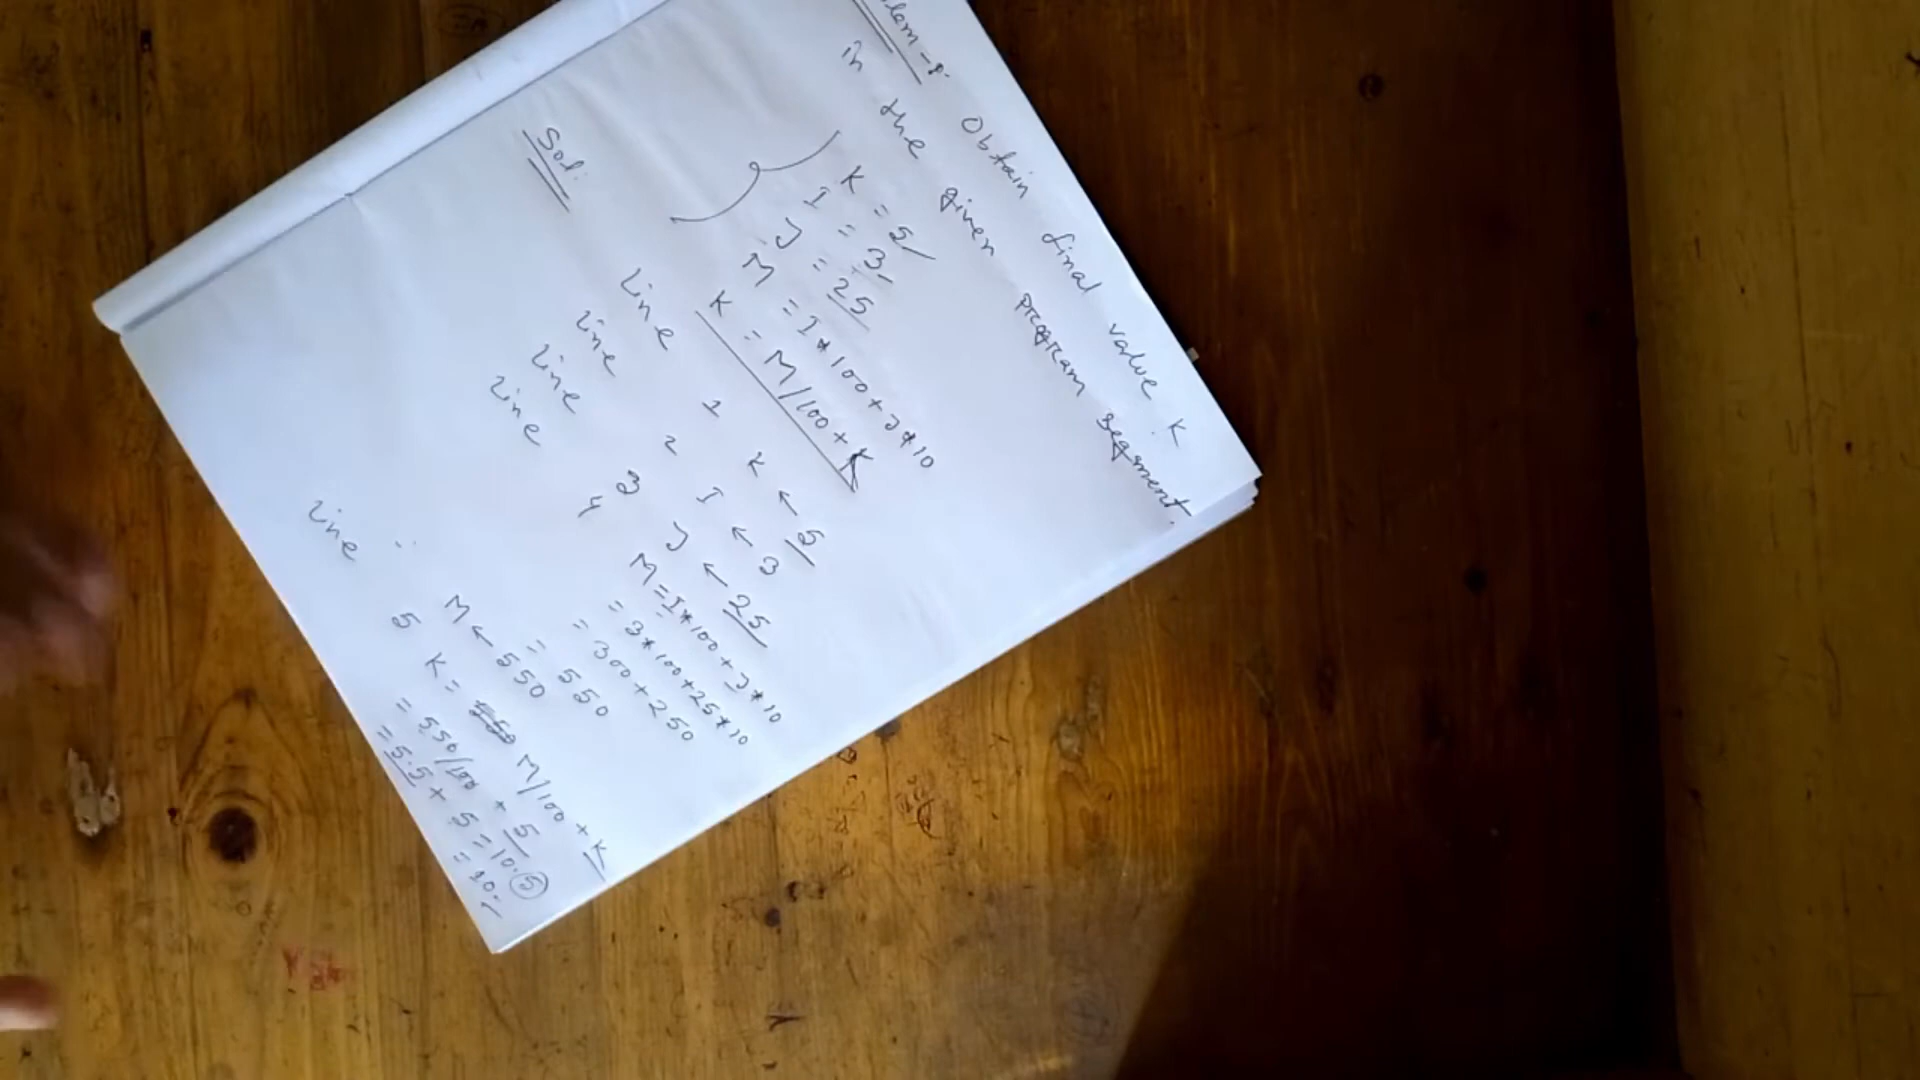 Obtain final value K
in the given program segment.
K = 5
I = 3
J = 25
M = I*100+J*10
K = M/100+K
Sol:
Line 1 K ← 5
Line 2 I ← 3
Line 3 J ← 25
Line 4 M = I*100+J*10
= 3*100+25*10
= 300+250
= 550
∴ M ← 550
Line 5 K = M/100+K
= 550/100 + 5
= 5.5 + 5 = 10.5
= 10.